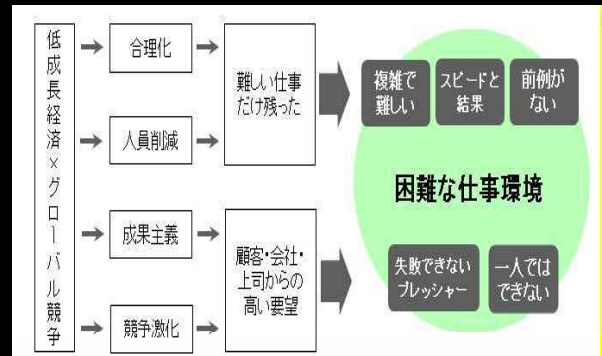 低成長経済×グローバル競争
合理化
人員削減
成果主義
競争激化
難しい仕事
だけ残った
顧客・会社・
上司からの
高い要望
複雑で
難しい
スピードと
結果
前例が
ない
困難な仕事環境
失敗できない
プレッシャー
一人では
できない